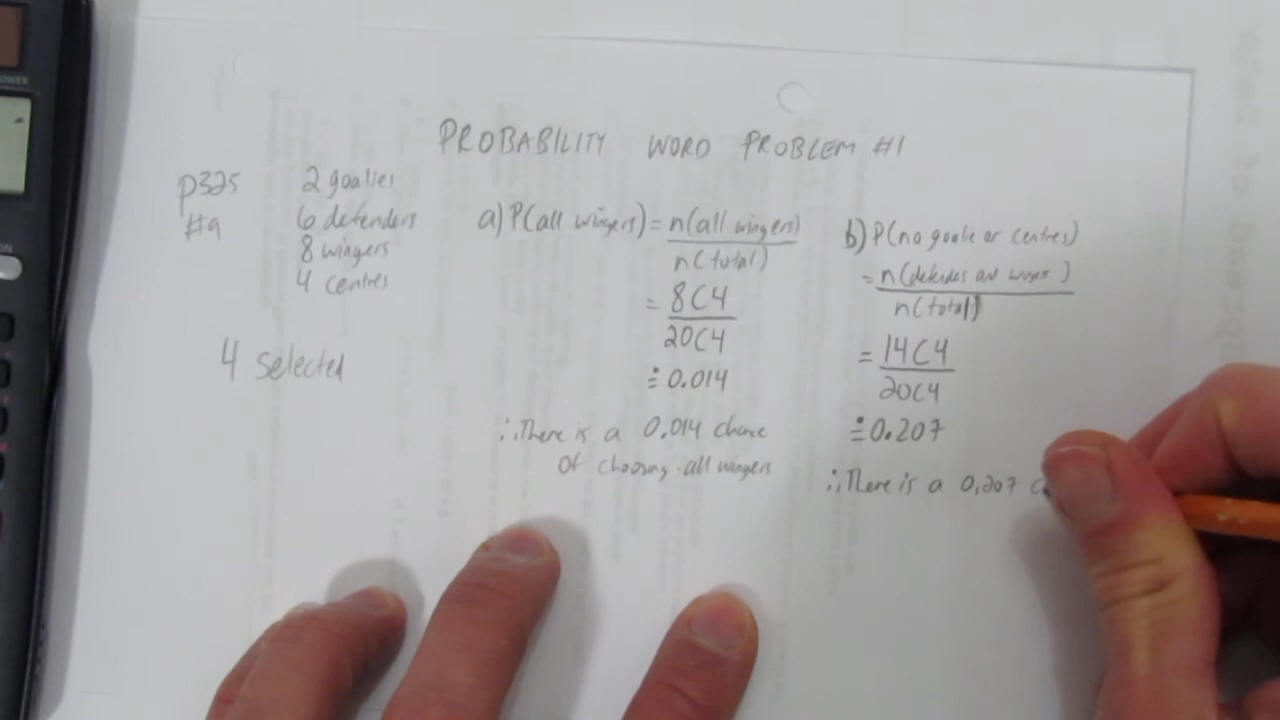 PROBABILITY WORD PROBLEM #1
p325
#9
2 goalies
6 defenders
8 wingers
4 centres
4 selected
a) P(all wingers) = n(all wingers)
n(total)
= 8C4
20C4
≐ 0.014
∴ There is a 0.014 chance
of choosing all wingers
b) P(no goalie or centres)
= n(defenders and wingers)
n(total)
= 14C4
20C4
≐ 0.207
∴ There is a 0.207 c
OWER
ON